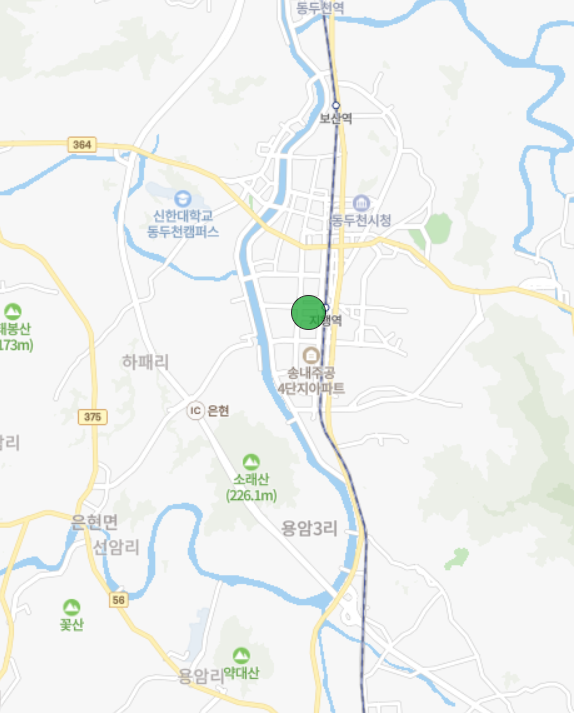 동두천역
보산역
364
신한대학교
동두천캠퍼스
동두천시청
지행역
173m)
송내주공
4단지아파트
하패리
IC 은현
375
소래산
(226.1m)
용암3리
은현면
선암리
56
꽃산
용암리
약대산